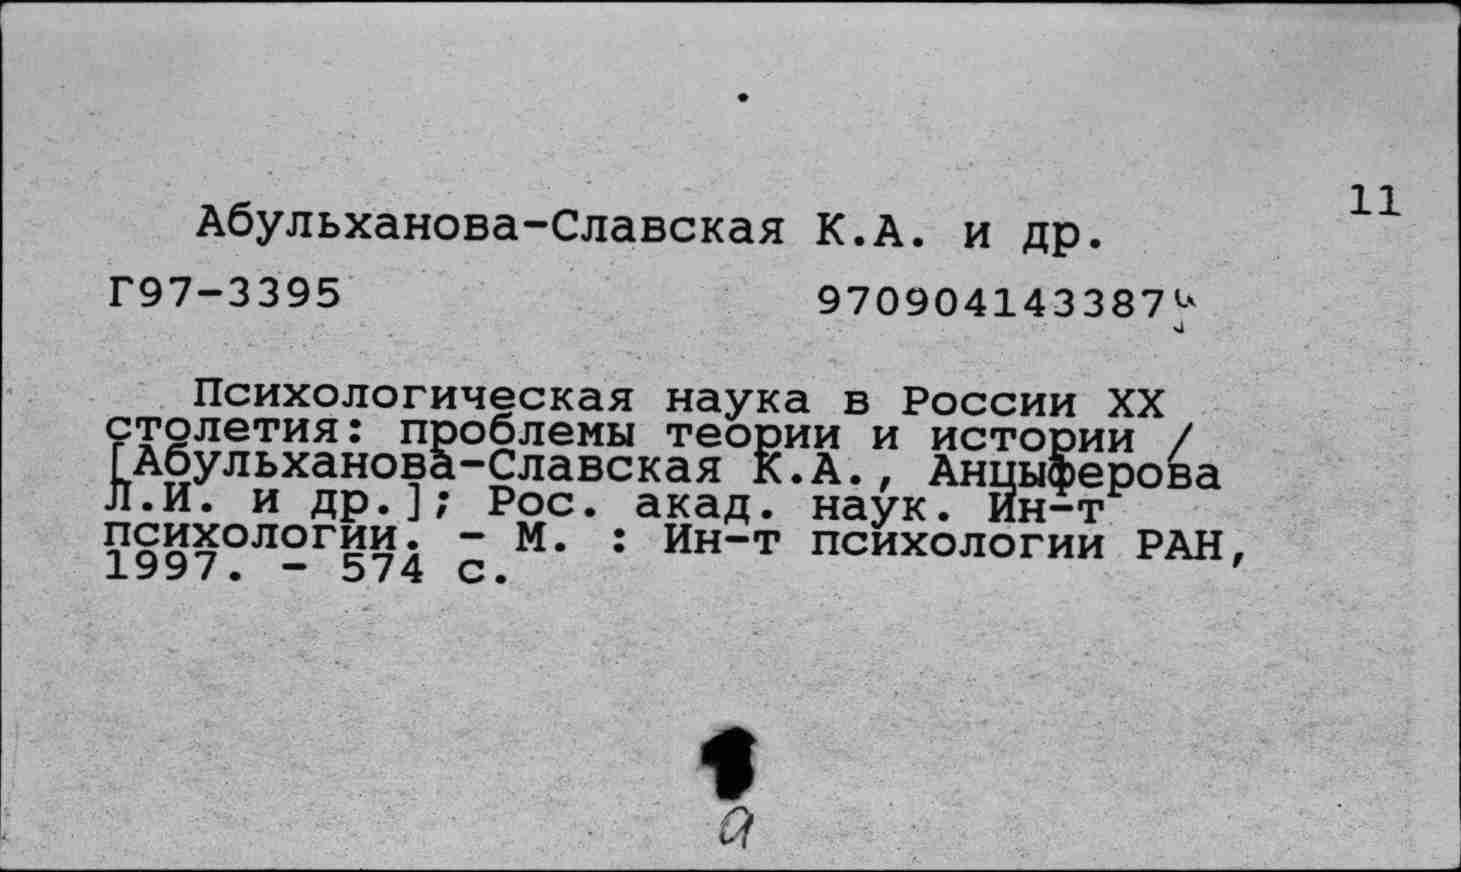 11
Абульханова-Славская К.А. и др.
Г97-3395 970904143387
Психологическая наука в России XX
столетия: проблемы теории и истории /
[Абульханова-Славская К.А., Анцыферова
Л.И. и др.]; Рос. акад. наук. Ин-т
психологии. - М. : Ин-т психологии РАН,
1997. - 574 с.
а